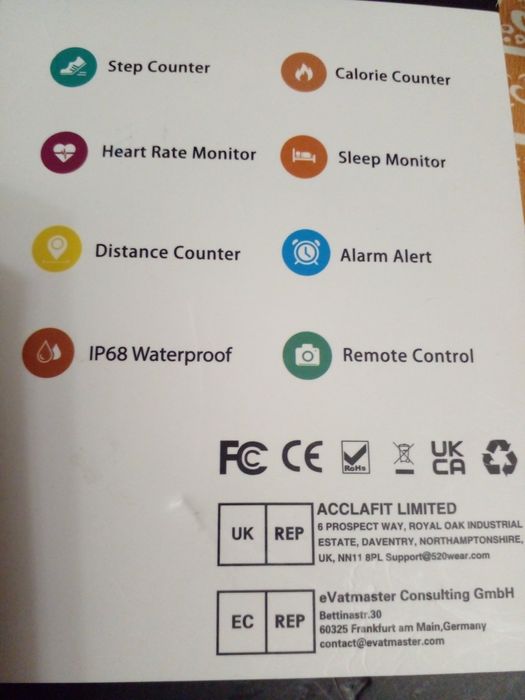 Step Counter
Calorie Counter
Heart Rate Monitor
Sleep Monitor
Distance Counter
Alarm Alert
IP68 Waterproof
Remote Control
FC CE RoHS UK
CA
UK REP
ACCLAFIT LIMITED
6 PROSPECT WAY, ROYAL OAK INDUSTRIAL
ESTATE, DAVENTRY, NORTHAMPTONSHIRE,
UK, NN11 8PL Support@520wear.com
EC REP
eVatmaster Consulting GmbH
Bettinastr.30
60325 Frankfurt am Main,Germany
contact@evatmaster.com